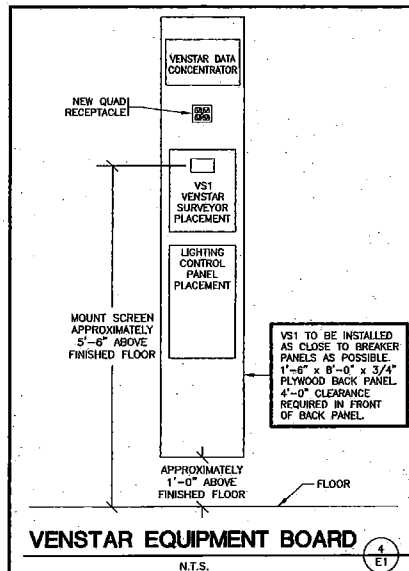 VENSTAR DATA
CONCENTRATOR
NEW QUAD
RECEPTACLE
VS1
VENSTAR
SURVEYOR
PLACEMENT
LIGHTING
CONTROL
PANEL
PLACEMENT
MOUNT SCREEN
APPROXIMATELY
5'-6" ABOVE
FINISHED FLOOR
VS1 TO BE INSTALLED
AS CLOSE TO BREAKER
PANELS AS POSSIBLE.
1'-6" x 8'-0" x 3/4"
PLYWOOD BACK PANEL.
4'-0" CLEARANCE
REQUIRED IN FRONT
OF BACK PANEL.
APPROXIMATELY
1'-0" ABOVE
FINISHED FLOOR
FLOOR
VENSTAR EQUIPMENT BOARD
4
E1
N.T.S.